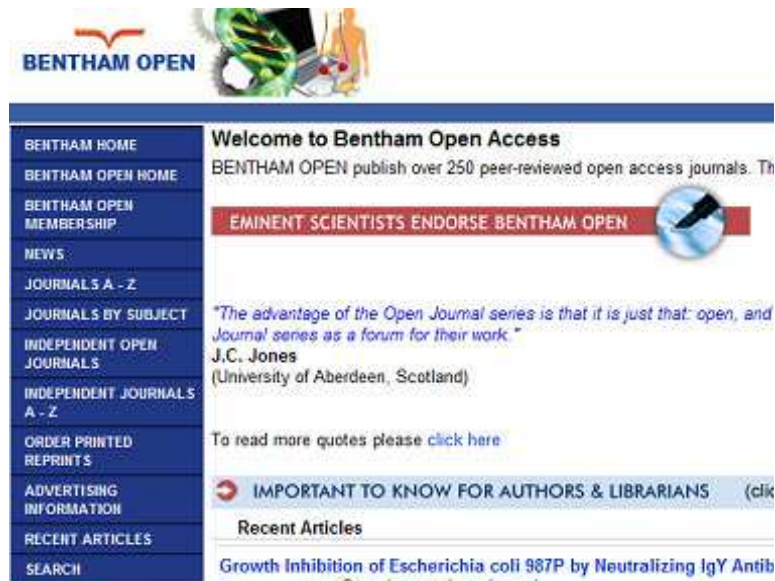 BENTHAM OPEN
BENTHAM HOME
BENTHAM OPEN HOME
BENTHAM OPEN
MEMBERSHIP
NEWS
JOURNALS A - Z
JOURNALS BY SUBJECT
INDEPENDENT OPEN
JOURNALS
INDEPENDENT JOURNALS
A - Z
ORDER PRINTED
REPRINTS
ADVERTISING
INFORMATION
RECENT ARTICLES
SEARCH
Welcome to Bentham Open Access
BENTHAM OPEN publish over 250 peer-reviewed open access journals. Th
EMINENT SCIENTISTS ENDORSE BENTHAM OPEN
"The advantage of the Open Journal series is that it is just that: open, and
Journal series as a forum for their work."
J.C. Jones
(University of Aberdeen, Scotland)
To read more quotes please click here
IMPORTANT TO KNOW FOR AUTHORS & LIBRARIANS (clic
Recent Articles
Growth Inhibition of Escherichia coli 987P by Neutralizing IgY Antib